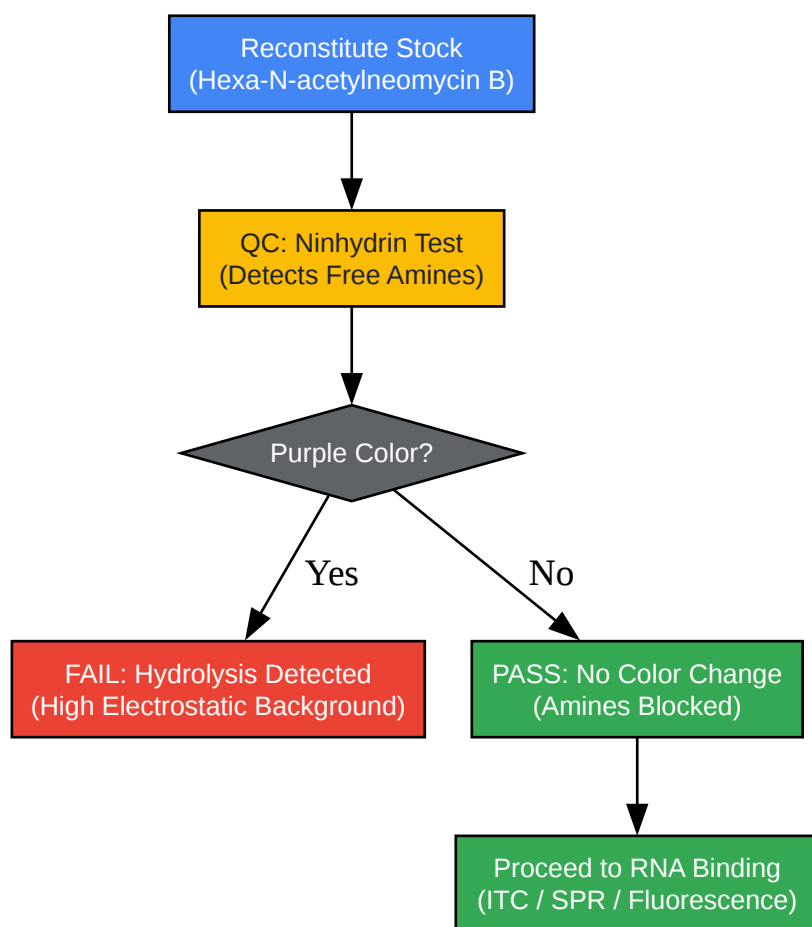 Reconstitute Stock
(Hexa-N-acetylneomycin B)
QC: Ninhydrin Test
(Detects Free Amines)
Purple Color?
Yes
No
FAIL: Hydrolysis Detected
(High Electrostatic Background)
PASS: No Color Change
(Amines Blocked)
Proceed to RNA Binding
(ITC / SPR / Fluorescence)